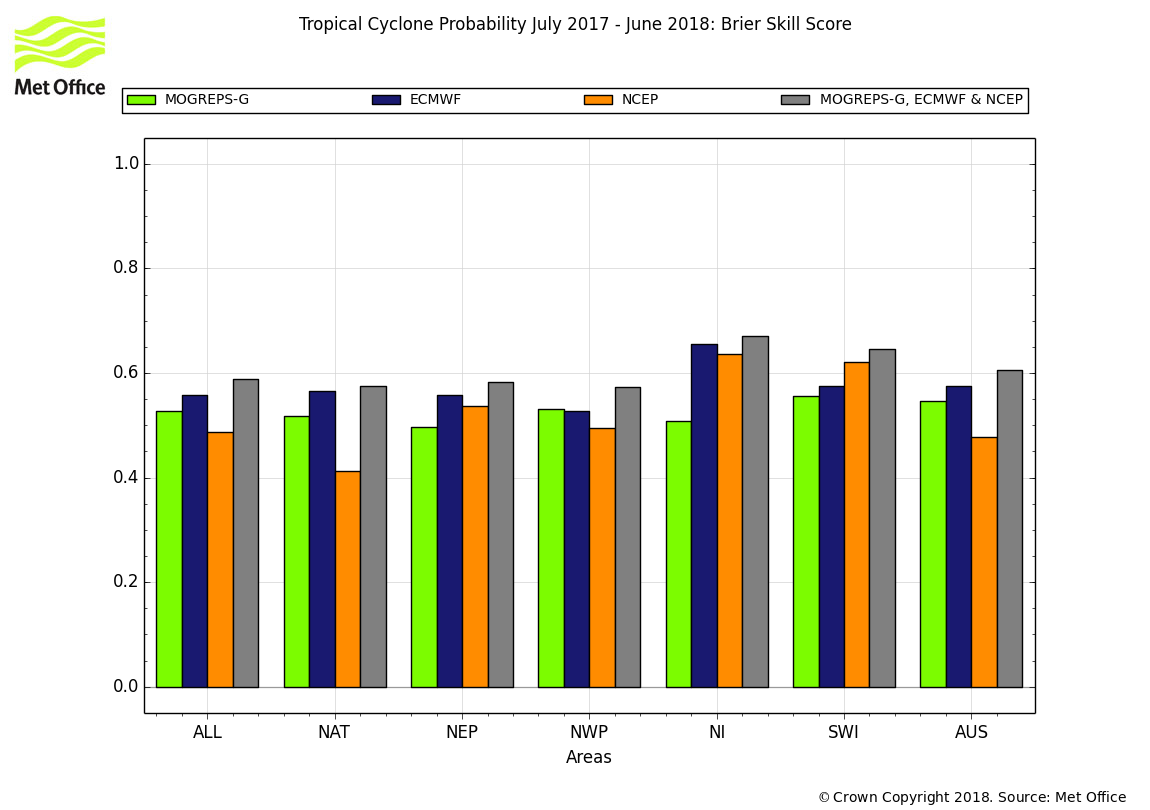 Tropical Cyclone Probability July 2017 - June 2018: Brier Skill Score
Met Office
MOGREPS-G ECMWF NCEP MOGREPS-G, ECMWF & NCEP
1.0
0.8
0.6
0.4
0.2
0.0
ALL NAT NEP NWP NI SWI AUS
Areas
© Crown Copyright 2018. Source: Met Office